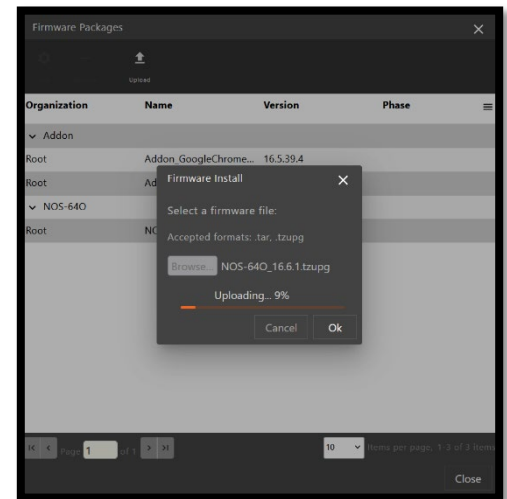 Firmware Packages
Upload
Organization Name Version Phase
Addon
Root Addon_GoogleChrome... 16.5.39.4
Root Ad
NOS-64O
Root NO
Firmware Install
Select a firmware file:
Accepted formats: .tar, .tzupg
Browse... NOS-64O_16.6.1.tzupg
Uploading... 9%
Cancel Ok
Page 1 of 1 10 Items per page, 1-3 of 3 items
Close